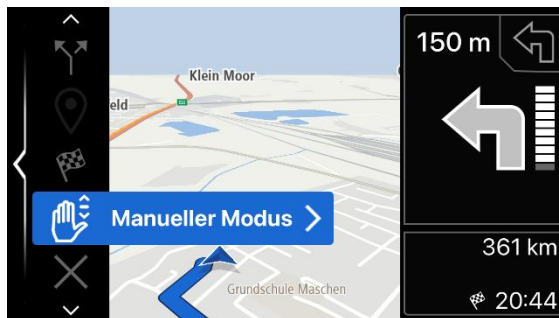 Klein Moor
eld
Manueller Modus
Grundschule Maschen
150 m
361 km
20:44